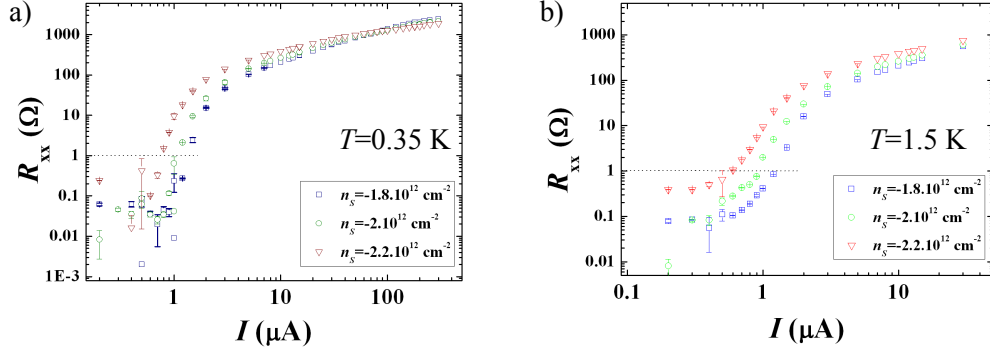 a)
1000
100
10
1
0.1
0.01
1E-3
R_xx (Ω)
T=0.35 K
n_s=-1.8.10^12 cm^-2
n_s=-2.10^12 cm^-2
n_s=-2.2.10^12 cm^-2
1 10 100
I (μA)
b)
1000
100
10
1
0.1
0.01
R_xx (Ω)
T=1.5 K
n_s=-1.8.10^12 cm^-2
n_s=-2.10^12 cm^-2
n_s=-2.2.10^12 cm^-2
0.1 1 10
I (μA)